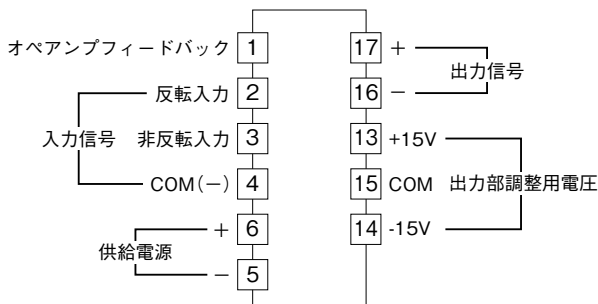 オペアンプフィードバック 1
反転入力 2
入力信号
非反転入力 3
COM(−) 4
+ 6
供給電源
− 5
17 +
出力信号
16 −
13 +15V
15 COM 出力部調整用電圧
14 -15V